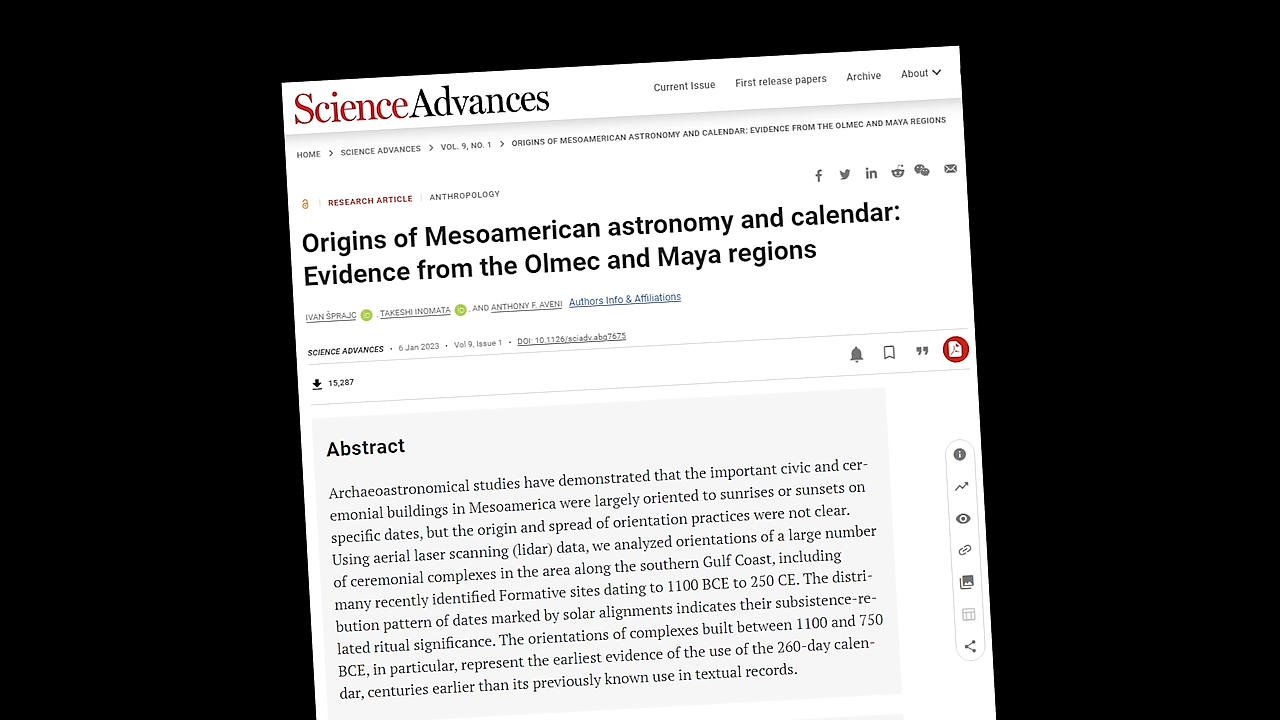 ScienceAdvances
Current Issue First release papers Archive About
HOME > SCIENCE ADVANCES > VOL. 9, NO. 1 > ORIGINS OF MESOAMERICAN ASTRONOMY AND CALENDAR: EVIDENCE FROM THE OLMEC AND MAYA REGIONS
RESEARCH ARTICLE | ANTHROPOLOGY
Origins of Mesoamerican astronomy and calendar:
Evidence from the Olmec and Maya regions
IVAN ŠPRAJC iD , TAKESHI INOMATA iD , AND ANTHONY F. AVENI Authors Info & Affiliations
SCIENCE ADVANCES • 6 Jan 2023 • Vol 9, Issue 1 • DOI: 10.1126/sciadv.abq7675
15,287
Abstract
Archaeoastronomical studies have demonstrated that the important civic and cer-
emonial buildings in Mesoamerica were largely oriented to sunrises or sunsets on
specific dates, but the origin and spread of orientation practices were not clear.
Using aerial laser scanning (lidar) data, we analyzed orientations of a large number
of ceremonial complexes in the area along the southern Gulf Coast, including
many recently identified Formative sites dating to 1100 BCE to 250 CE. The distri-
bution pattern of dates marked by solar alignments indicates their subsistence-re-
lated ritual significance. The orientations of complexes built between 1100 and 750
BCE, in particular, represent the earliest evidence of the use of the 260-day calen-
dar, centuries earlier than its previously known use in textual records.